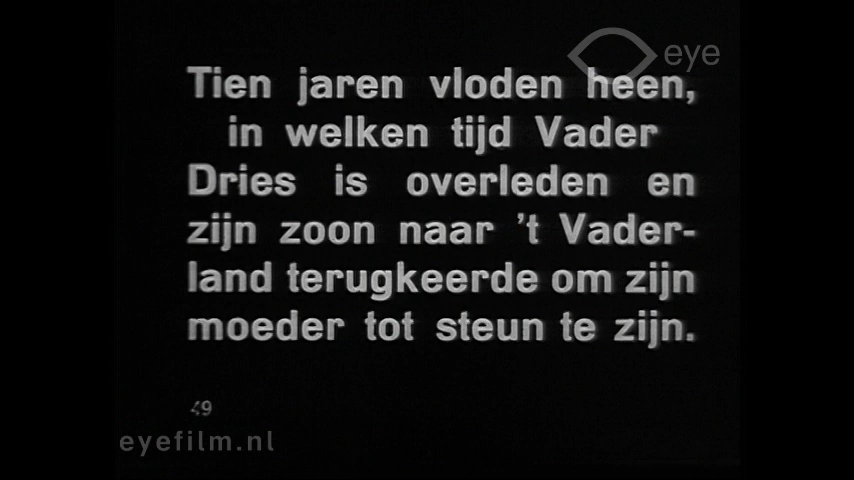 eye
Tien jaren vloden heen,
in welken tijd Vader
Dries is overleden en
zijn zoon naar 't Vader-
land terugkeerde om zijn
moeder tot steun te zijn.
49
eyefilm.nl